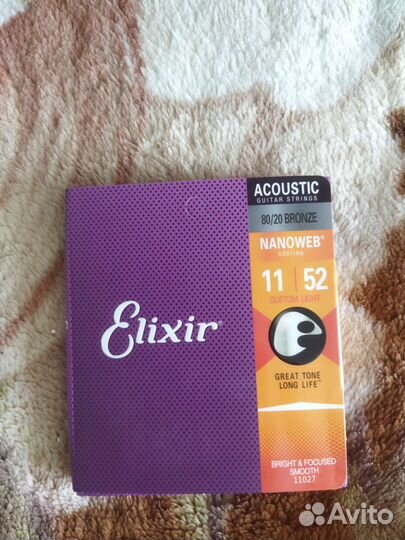 ACOUSTIC
GUITAR STRINGS
80/20 BRONZE
NANOWEB®
COATING
11 | 52
CUSTOM LIGHT
Elixir®
GREAT TONE
LONG LIFE™
BRIGHT & FOCUSED
SMOOTH
11027
Avito